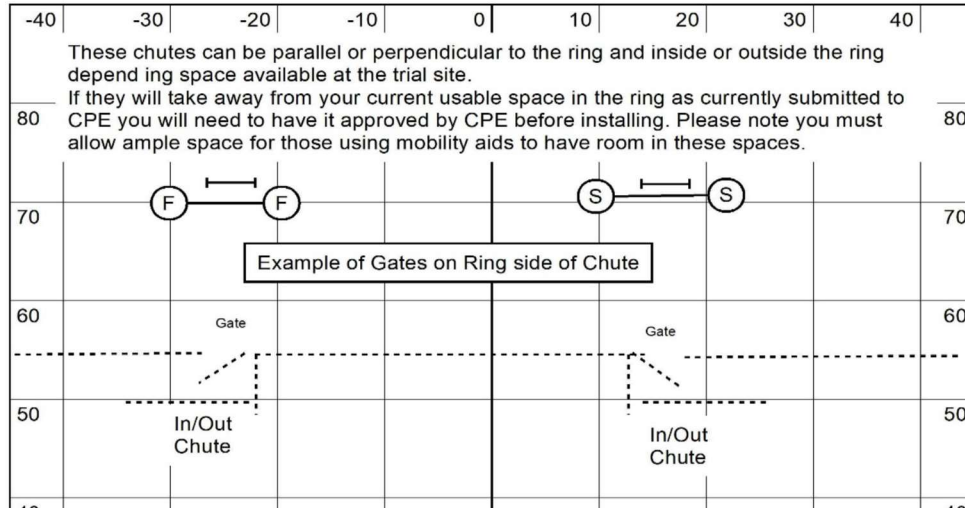 -40 -30 -20 -10 0 10 20 30 40
These chutes can be parallel or perpendicular to the ring and inside or outside the ring
depend ing space available at the trial site.
If they will take away from your current usable space in the ring as currently submitted to
80 CPE you will need to have it approved by CPE before installing. Please note you must 80
allow ample space for those using mobility aids to have room in these spaces.
F F S S
70 70
Example of Gates on Ring side of Chute
60 60
Gate Gate
50 50
In/Out In/Out
Chute Chute
40 40